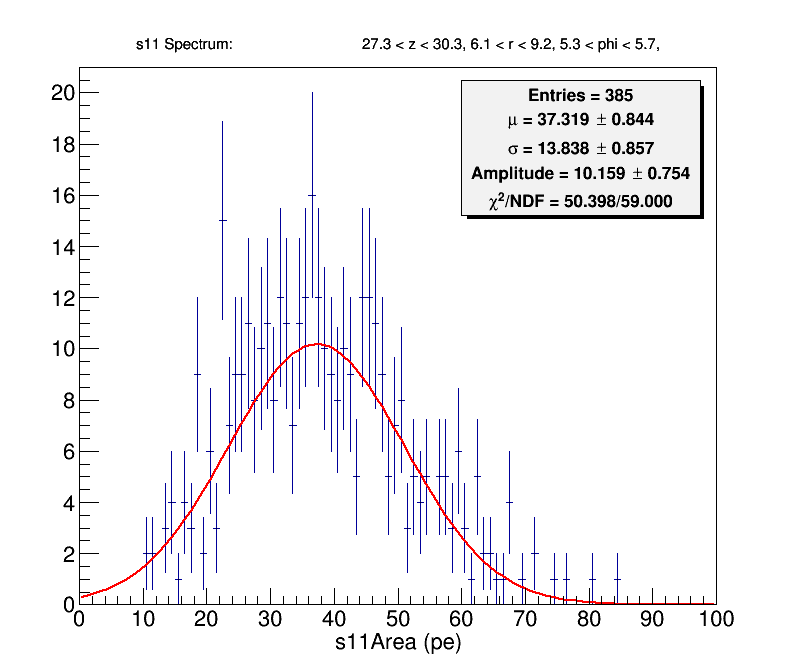 s11 Spectrum: 27.3 < z < 30.3, 6.1 < r < 9.2, 5.3 < phi < 5.7,
Entries = 385
μ = 37.319 ± 0.844
σ = 13.838 ± 0.857
Amplitude = 10.159 ± 0.754
χ²/NDF = 50.398/59.000
20
18
16
14
12
10
8
6
4
2
0
0 10 20 30 40 50 60 70 80 90 100
s11Area (pe)